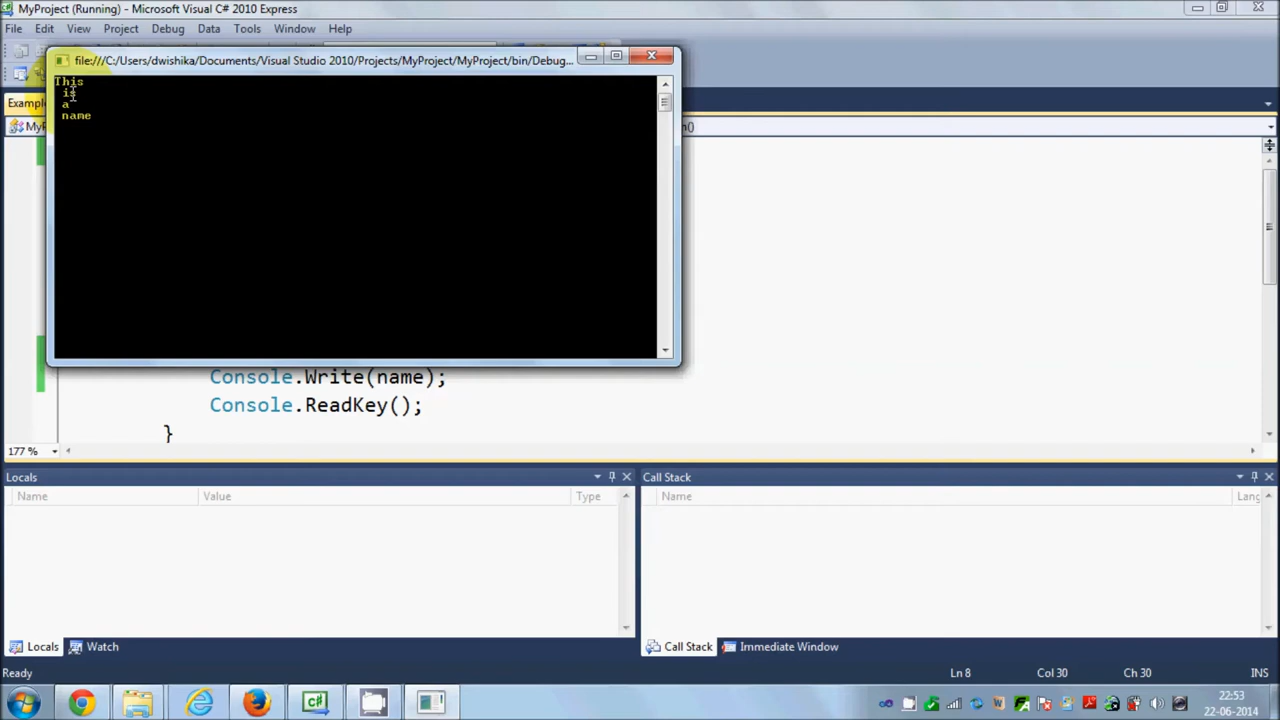 MyProject (Running) - Microsoft Visual C# 2010 Express
File Edit View Project Debug Data Tools Window Help
file:///C:/Users/dwishika/Documents/Visual Studio 2010/Projects/MyProject/MyProject/bin/Debug...
This
is
a
name
Exampl
MyP
n()
Console.Write(name);
Console.ReadKey();
}
177 %
Locals
Name Value Type
Call Stack
Name Lang
Locals Watch
Call Stack Immediate Window
Ready Ln 8 Col 30 Ch 30 INS
22:53
22-06-2014